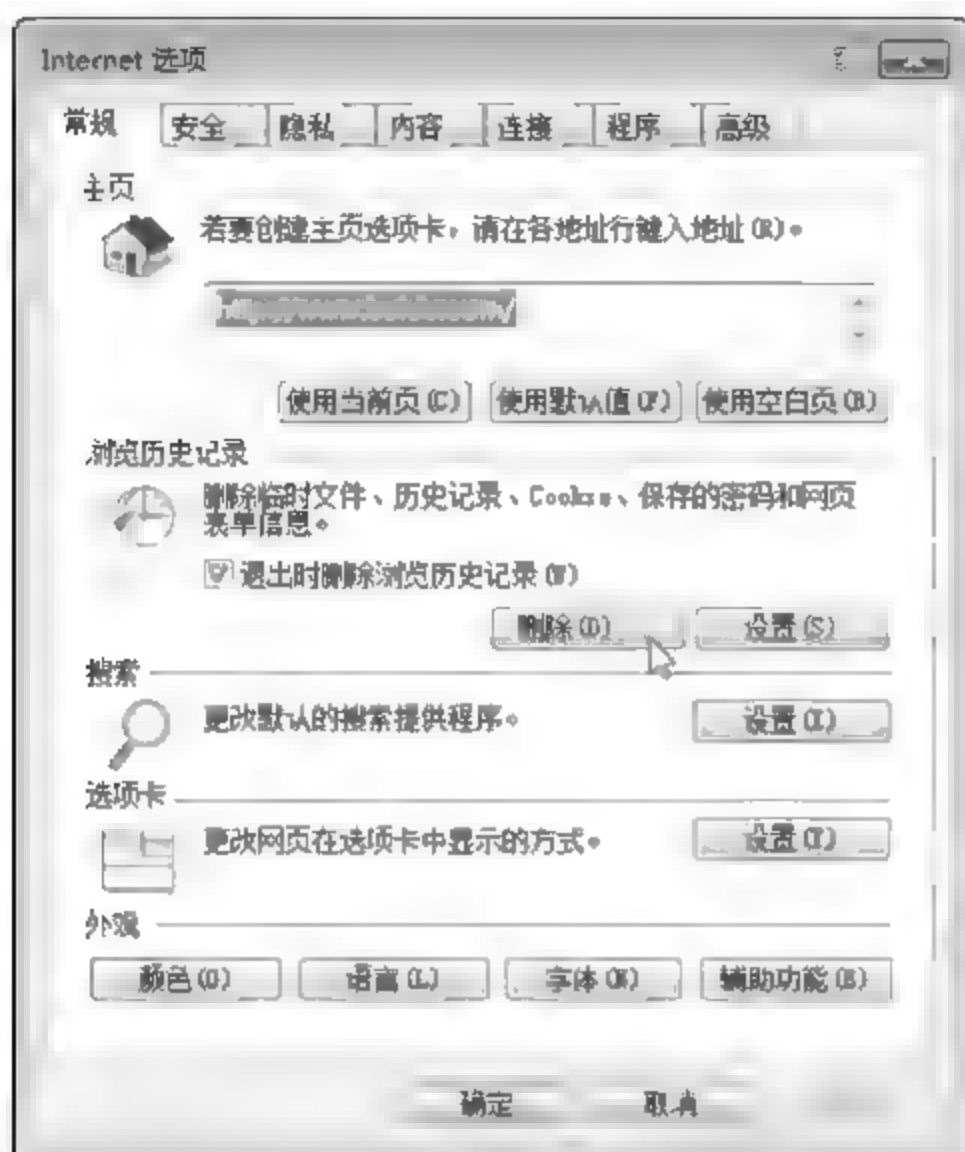 Internet 选项
常规 安全 隐私 内容 连接 程序 高级
主页
若要创建主页选项卡，请在各地址行键入地址(R)。
使用当前页(C) 使用默认值(F) 使用空白页(B)
浏览历史记录
删除临时文件、历史记录、Cookie、保存的密码和网页
表单信息。
退出时删除浏览历史记录(W)
删除(D) 设置(S)
搜索
更改默认的搜索提供程序。 设置(I)
选项卡
更改网页在选项卡中显示的方式。 设置(T)
外观
颜色(O) 语言(L) 字体(N) 辅助功能(E)
确定 取消